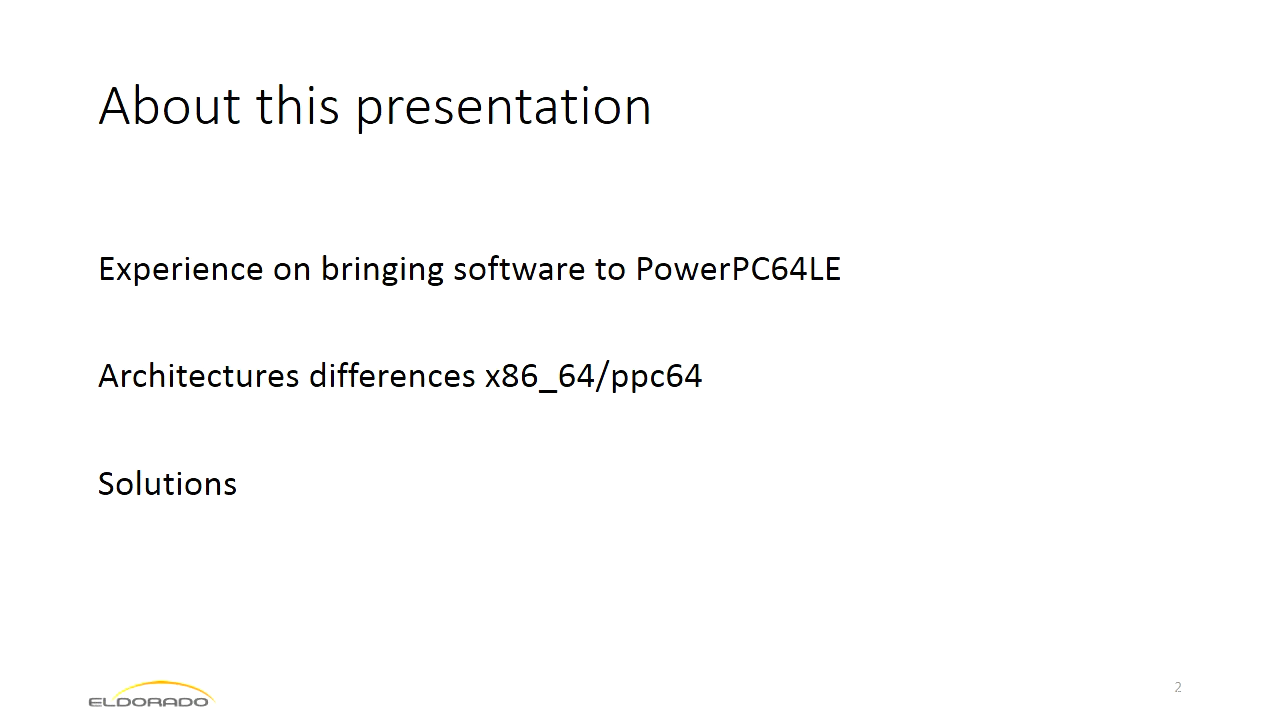 About this presentation
Experience on bringing software to PowerPC64LE
Architectures differences x86_64/ppc64
Solutions
ELDORADO
2